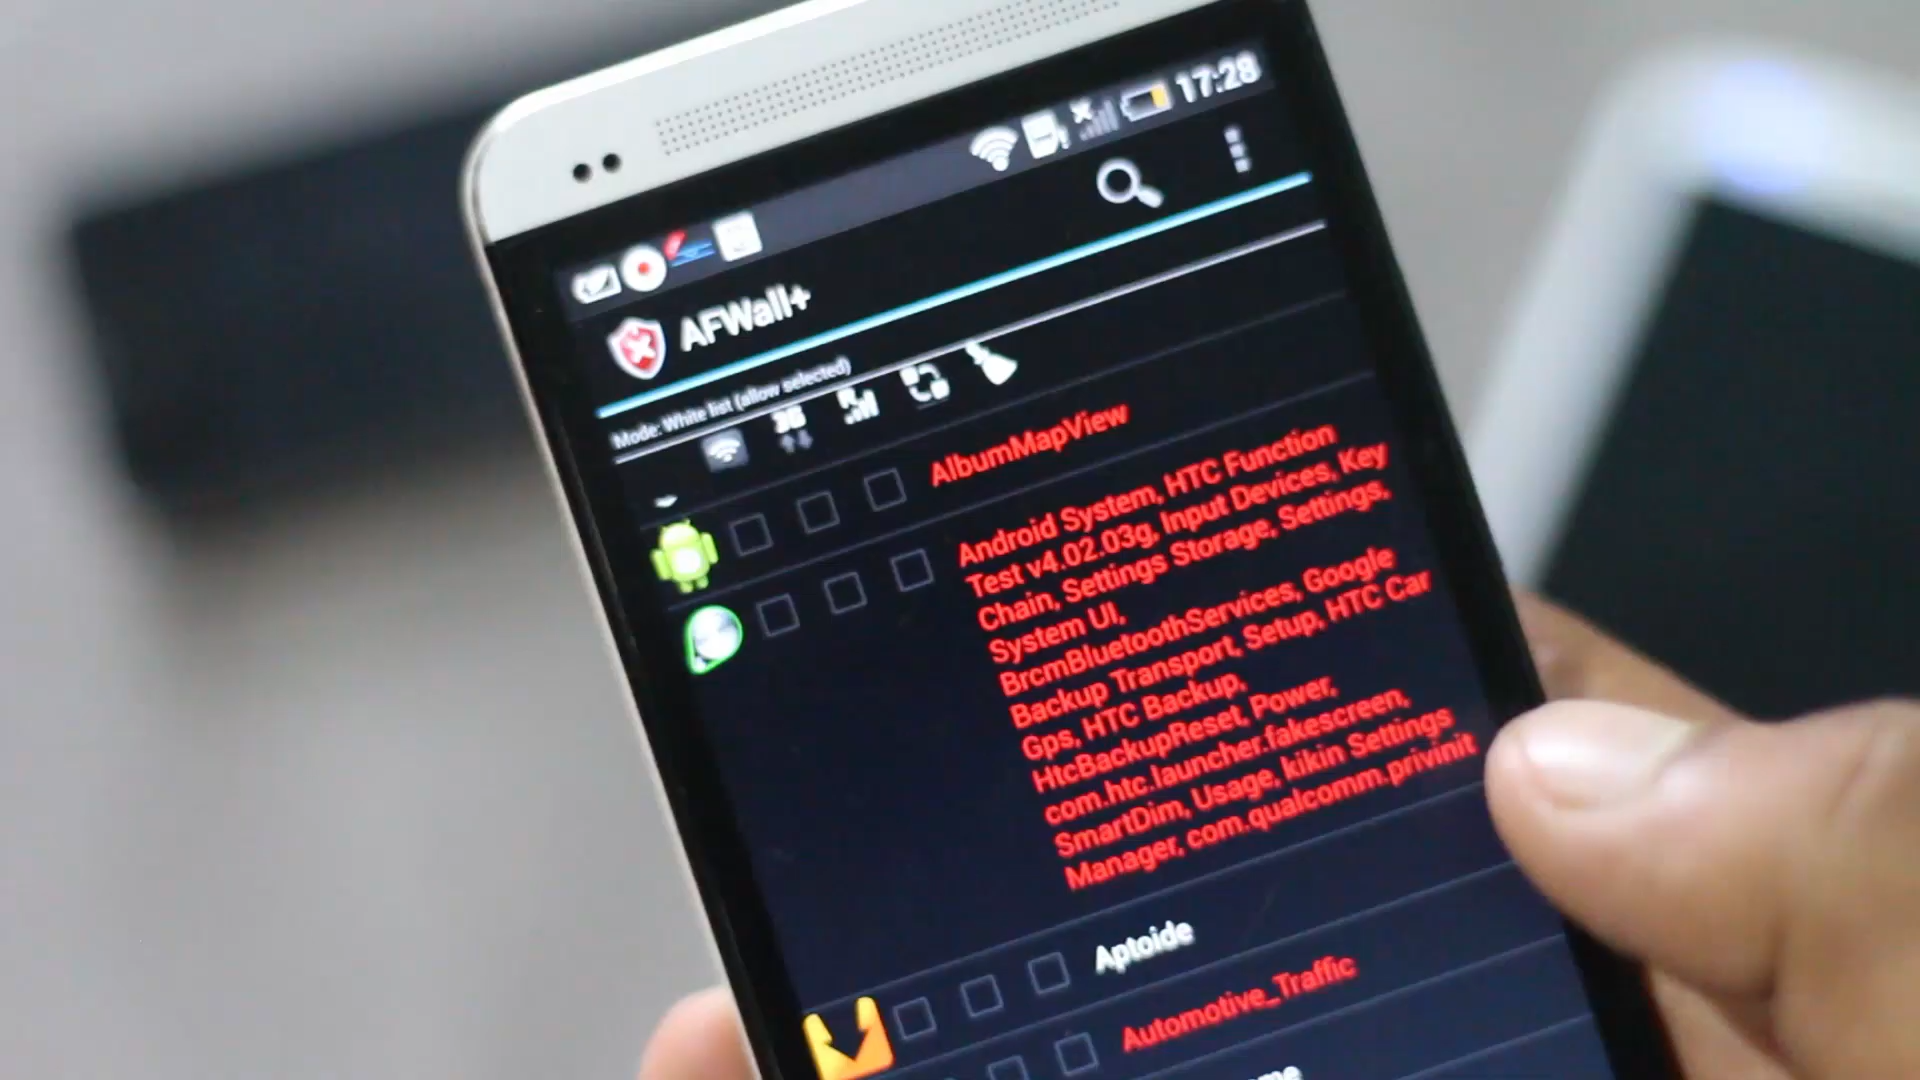 17:28
AFWall+
Mode: White list (allow selected)
3G
AlbumMapView
Android System, HTC Function
Test v4.02.03g, Input Devices, Key
Chain, Settings Storage, Settings,
System UI,
BrcmBluetoothServices, Google
Backup Transport, Setup, HTC Car
Gps, HTC Backup,
HtcBackupReset, Power,
com.htc.launcher.fakescreen,
SmartDim, Usage, kikin Settings
Manager, com.qualcomm.privinit
Aptoide
Automotive_Traffic